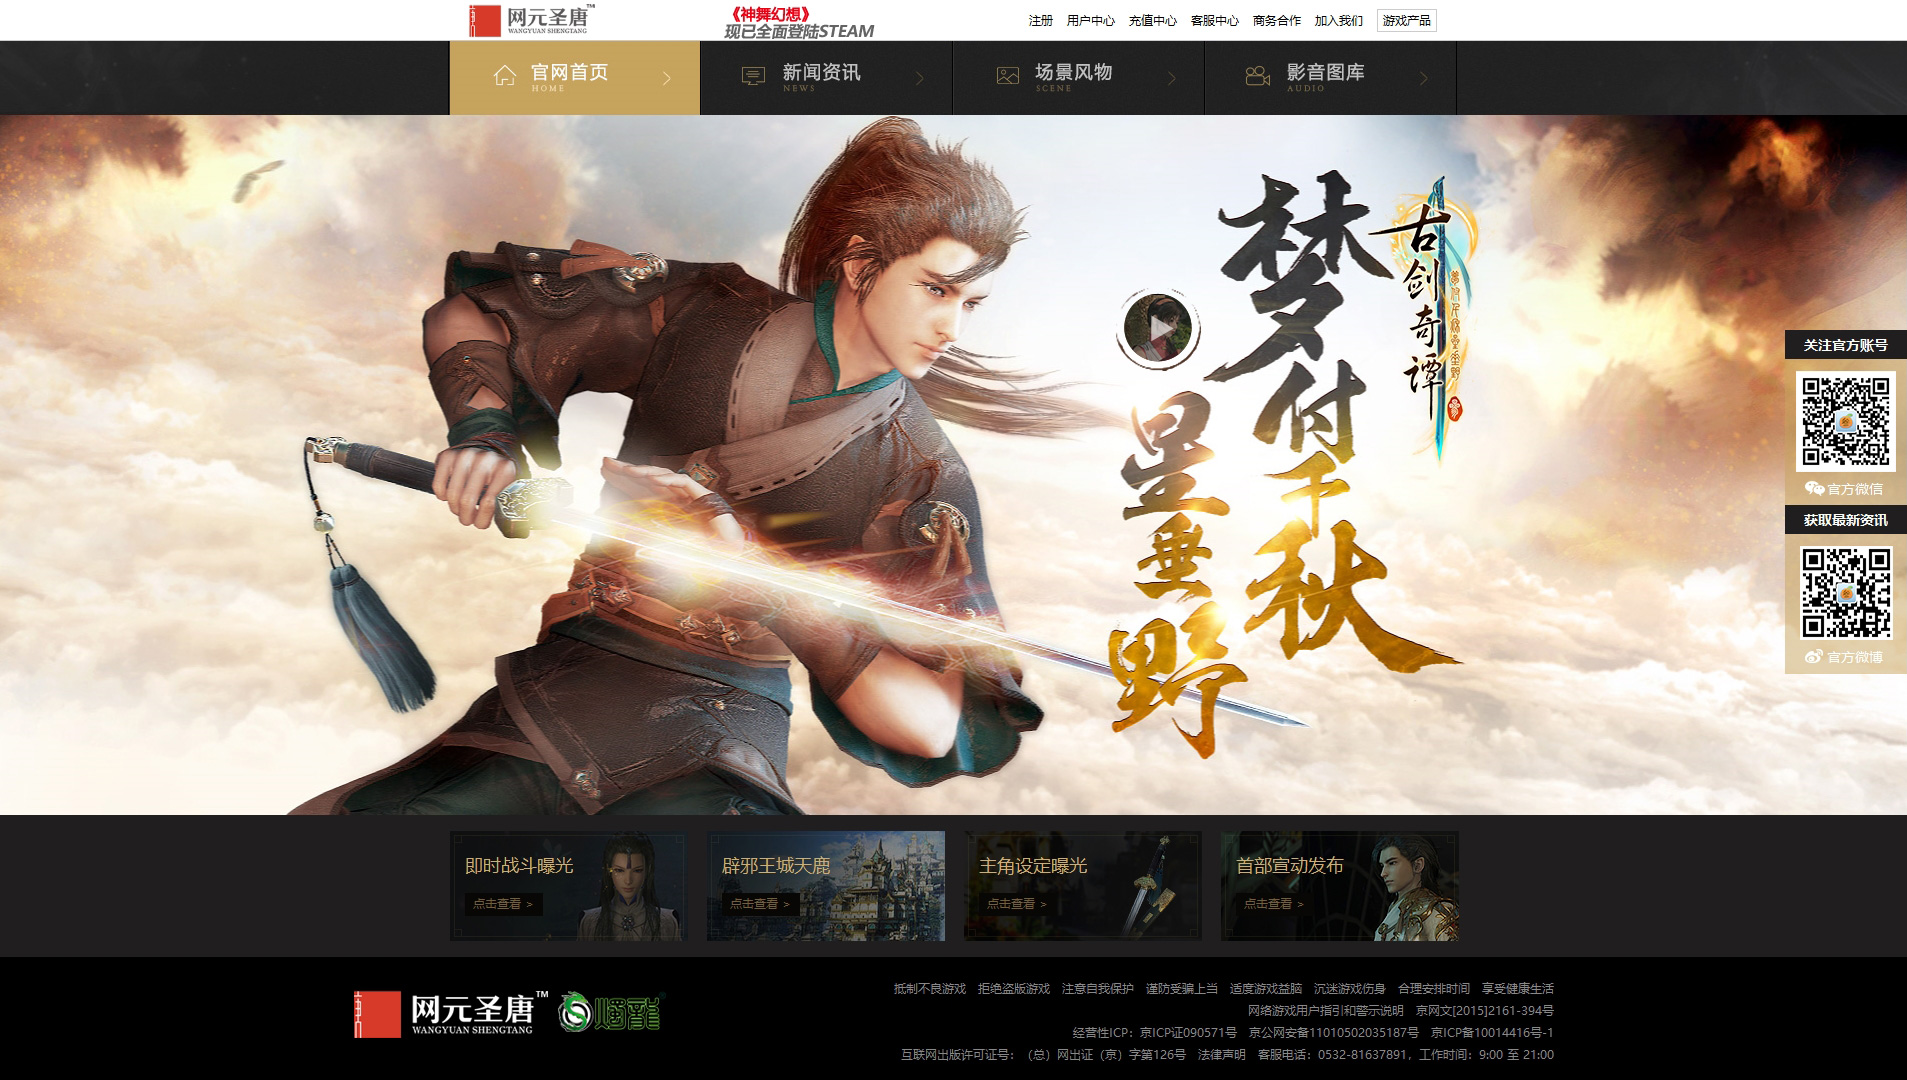 网元圣唐™
WANGYUAN SHENGTANG
《神舞幻想》
现已全面登陆STEAM
注册 用户中心 充值中心 客服中心 商务合作 加入我们 游戏产品
官网首页
HOME
新闻资讯
NEWS
场景风物
SCENE
影音图库
AUDIO
古剑奇谭
梦付千秋
星垂野
关注官方账号
官方微信
获取最新资讯
官方微博
即时战斗曝光
点击查看 >
辟邪王城天鹿
点击查看 >
主角设定曝光
点击查看 >
首部宣动发布
点击查看 >
网元圣唐™
WANGYUAN SHENGTANG
烛龍
抵制不良游戏 拒绝盗版游戏 注意自我保护 谨防受骗上当 适度游戏益脑 沉迷游戏伤身 合理安排时间 享受健康生活
网络游戏用户指引和警示说明 京网文[2015]2161-394号
经营性ICP：京ICP证090571号 京公网安备11010502035187号 京ICP备10014416号-1
互联网出版许可证号：（总）网出证（京）字第126号 法律声明 客服电话：0532-81637891，工作时间：9:00 至 21:00